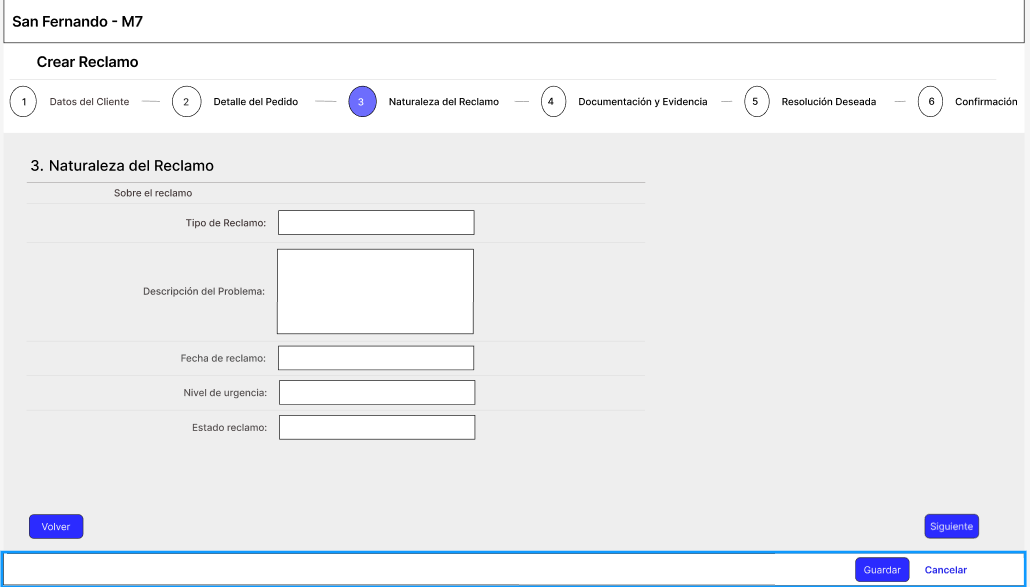 San Fernando - M7
Crear Reclamo
1 Datos del Cliente — 2 Detalle del Pedido — 3 Naturaleza del Reclamo — 4 Documentación y Evidencia — 5 Resolución Deseada — 6 Confirmación
3. Naturaleza del Reclamo
Sobre el reclamo
Tipo de Reclamo:
Descripción del Problema:
Fecha de reclamo:
Nivel de urgencia:
Estado reclamo:
Volver Siguiente
Guardar Cancelar